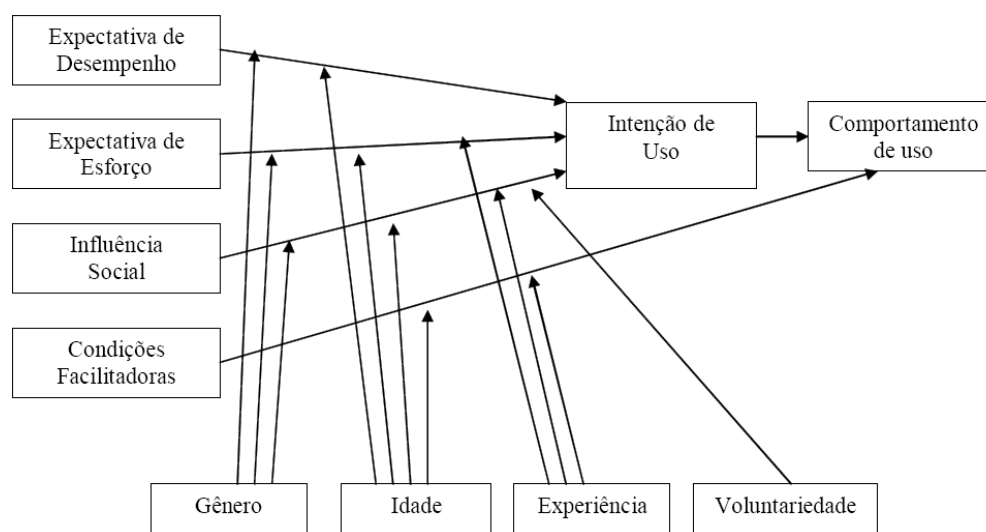 Expectativa de
Desempenho
Expectativa de
Esforço
Influência
Social
Condições
Facilitadoras
Intenção de
Uso
Comportamento
de uso
Gênero
Idade
Experiência
Voluntariedade